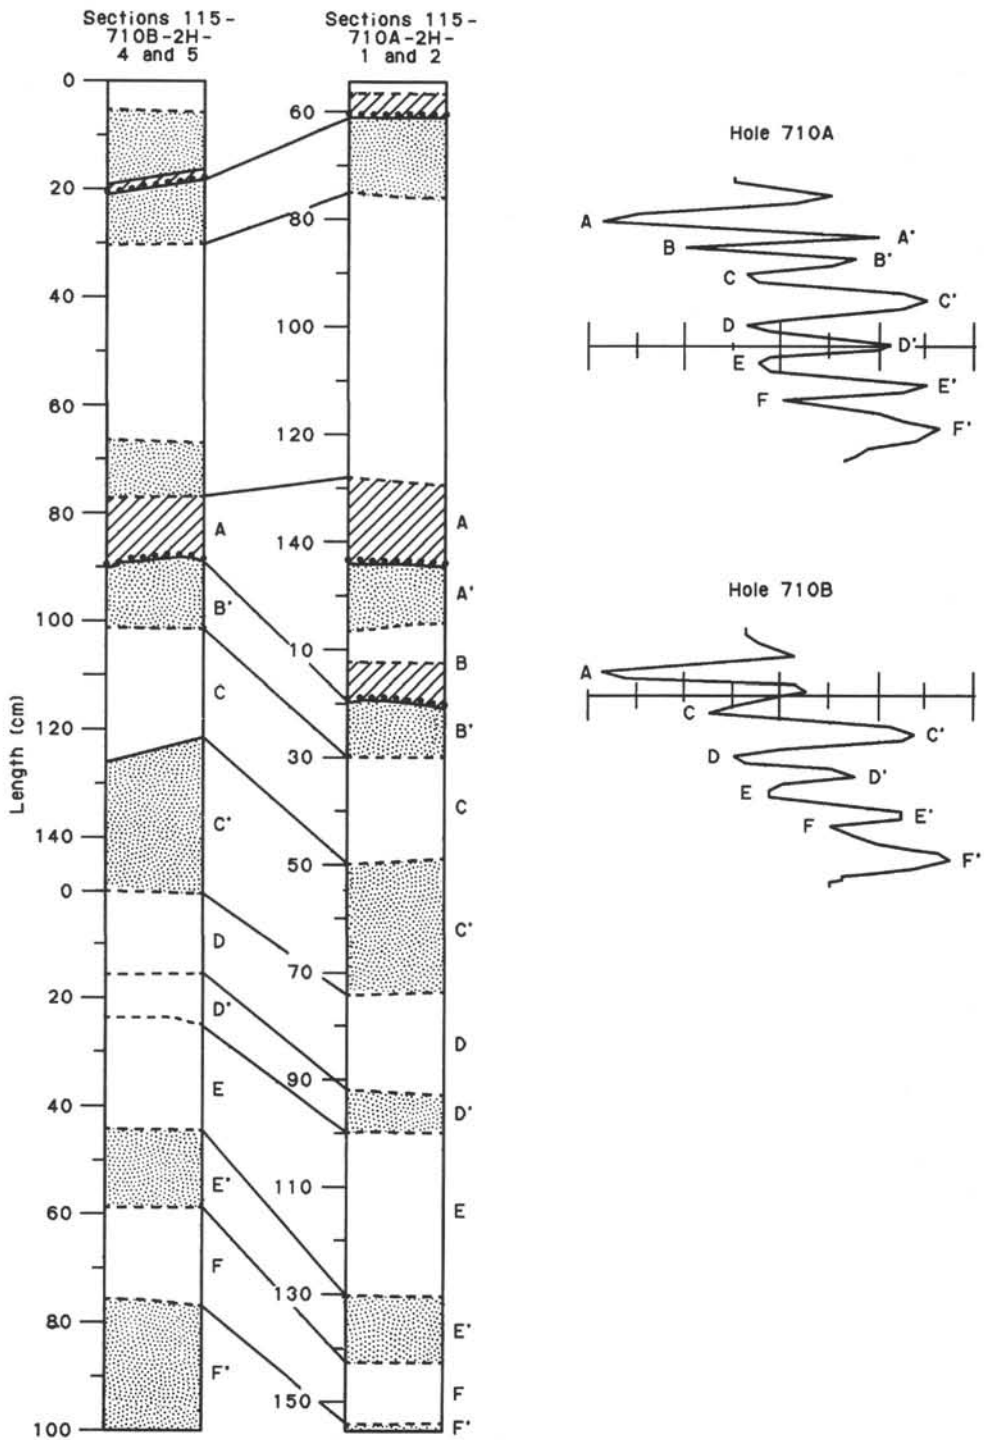 Sections 115-
710B-2H-
4 and 5
Sections 115-
710A-2H-
1 and 2
Length (cm)
0
20
40
60
80
100
120
140
0
20
40
60
80
100
A
B'
C
C'
D
D'
E
E'
F
F'
60
80
100
120
140
10
30
50
70
90
110
130
150
A
A'
B
B'
C
C'
D
D'
E
E'
F
F'
Hole 710A
A
A'
B
B'
C
C'
D
D'
E
E'
F
F'
Hole 710B
A
C
C'
D
D'
E
E'
F
F'